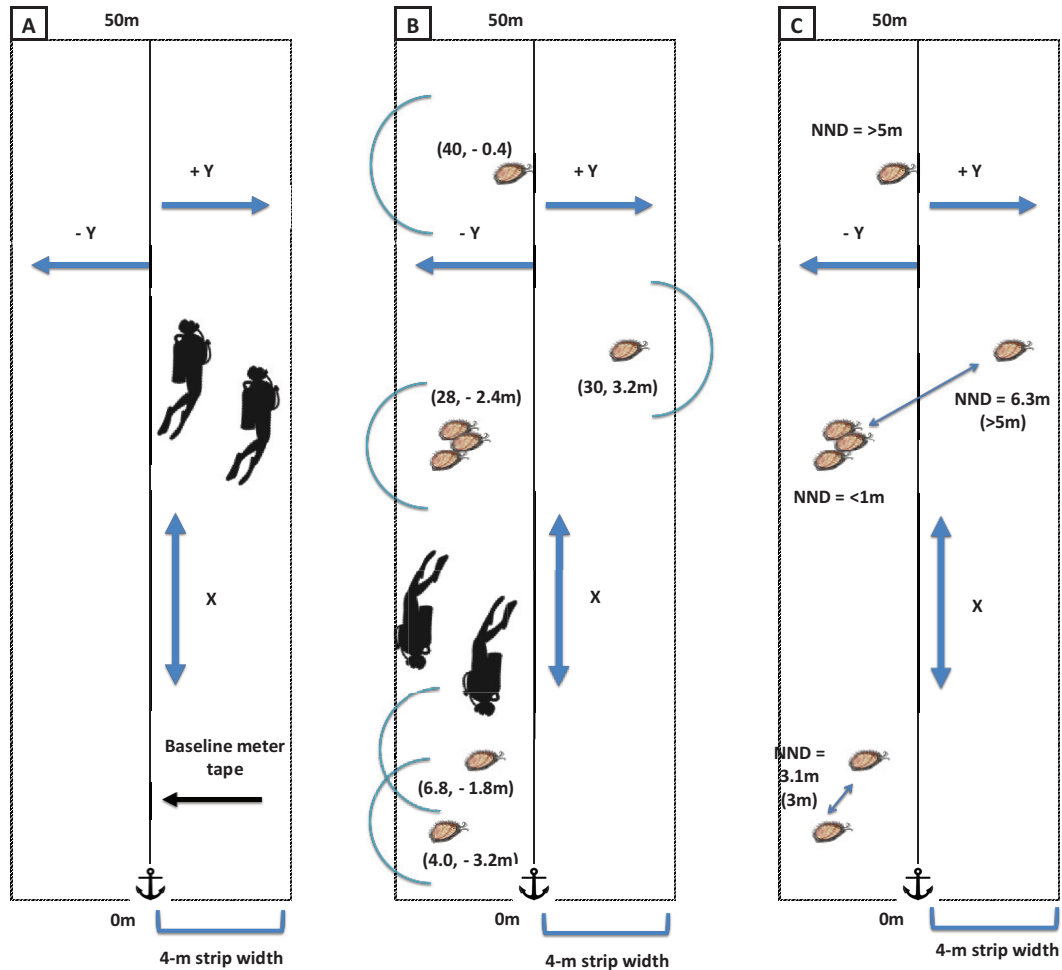 A
50m
+ Y
- Y
X
Baseline meter
tape
0m
4-m strip width
B
50m
(40, - 0.4)
+ Y
- Y
(30, 3.2m)
(28, - 2.4m)
X
(6.8, - 1.8m)
(4.0, - 3.2m)
0m
4-m strip width
C
50m
NND = >5m
+ Y
- Y
NND = 6.3m
(>5m)
NND = <1m
X
NND =
3.1m
(3m)
0m
4-m strip width